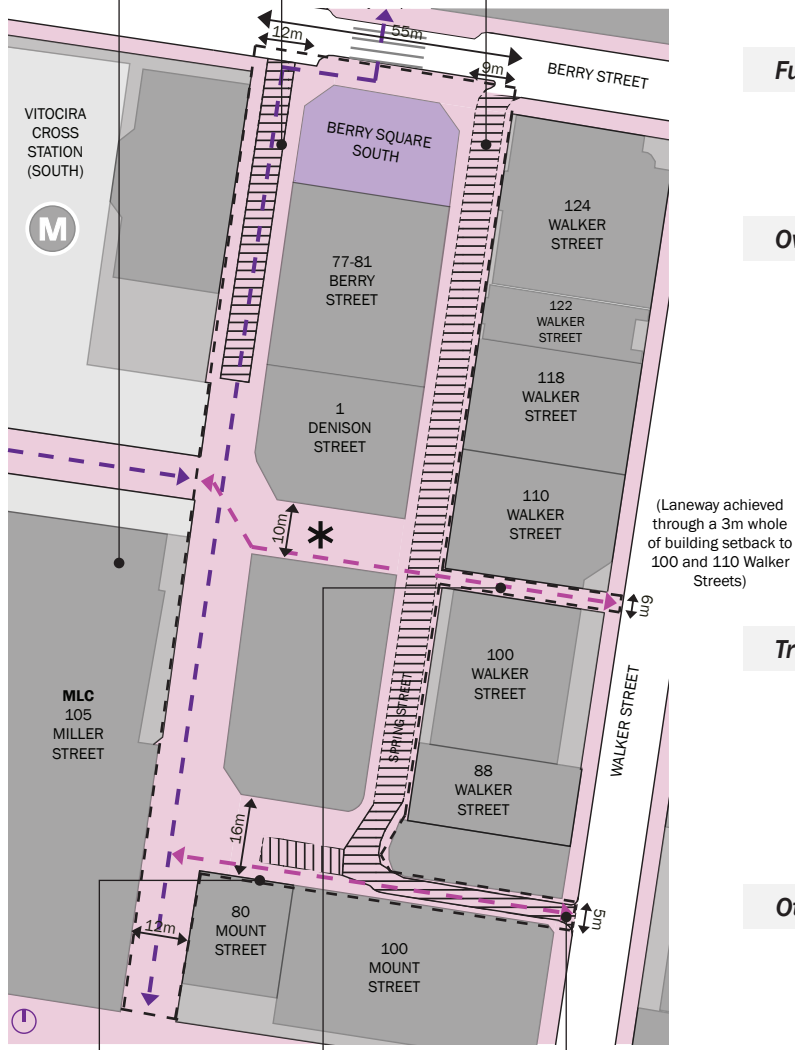 12m
55m
9m
BERRY STREET
Fu
VITOCIRA
CROSS
STATION
(SOUTH)
M
BERRY SQUARE
SOUTH
124
WALKER
STREET
Ov
77-81
BERRY
STREET
122
WALKER
STREET
118
WALKER
STREET
1
DENISON
STREET
110
WALKER
STREET
(Laneway achieved
through a 3m whole
of building setback to
100 and 110 Walker
Streets)
10m
*
6m
Tr
100
WALKER
STREET
SPRING STREET
WALKER STREET
MLC
105
MILLER
STREET
88
WALKER
STREET
16m
80
MOUNT
STREET
12m
100
MOUNT
STREET
5m
Ot